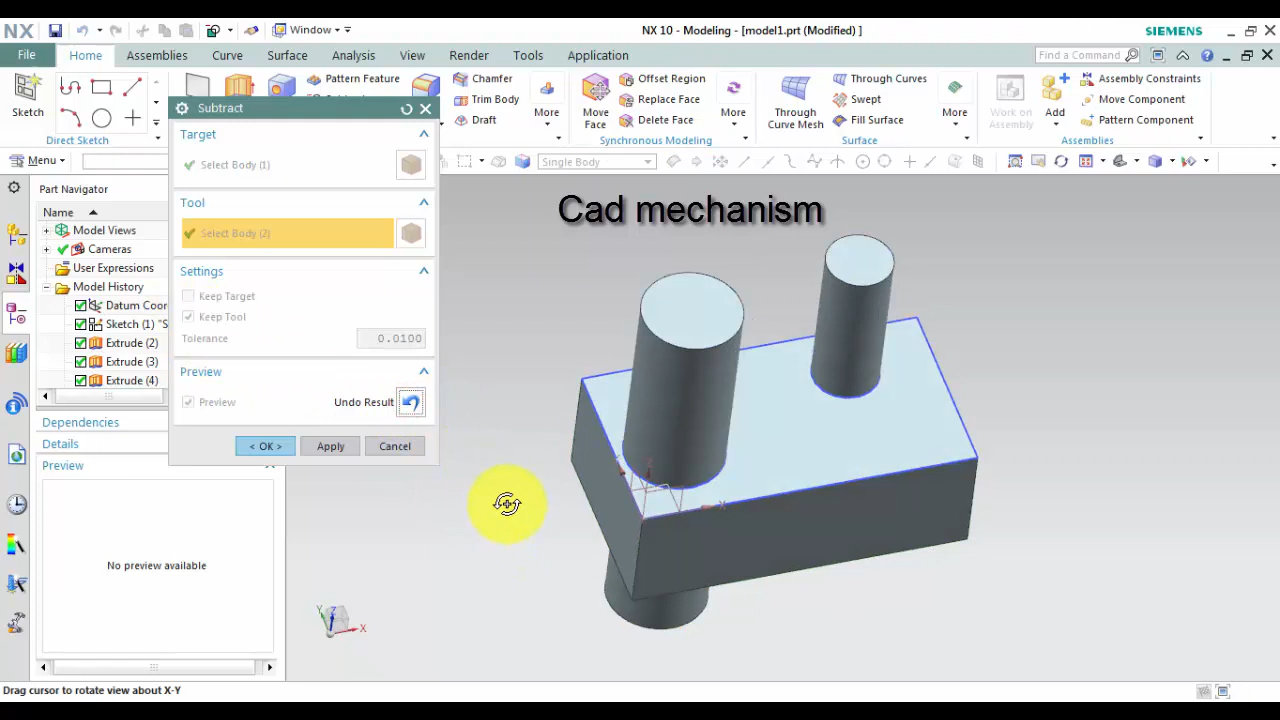 NX
Window
NX 10 - Modeling - [model1.prt (Modified) ]
SIEMENS
File
Home
Assemblies
Curve
Surface
Analysis
View
Render
Tools
Application
Find a Command
Sketch
Direct Sketch
Pattern Feature
Chamfer
Trim Body
Draft
More
Move
Face
Offset Region
Replace Face
Delete Face
More
Synchronous Modeling
Through
Curve Mesh
Through Curves
Swept
Fill Surface
More
Surface
Work on
Assembly
Add
Assembly Constraints
Move Component
Pattern Component
Assemblies
Menu
Single Body
Subtract
Target
Select Body (1)
Tool
Select Body (2)
Settings
Keep Target
Keep Tool
Tolerance
0.0100
Preview
Preview
Undo Result
< OK >
Apply
Cancel
Part Navigator
Name
Model Views
Cameras
User Expressions
Model History
Datum Coor
Sketch (1) "S
Extrude (2)
Extrude (3)
Extrude (4)
Dependencies
Details
Preview
No preview available
Cad mechanism
X
Y
Z
X
Drag cursor to rotate view about X-Y